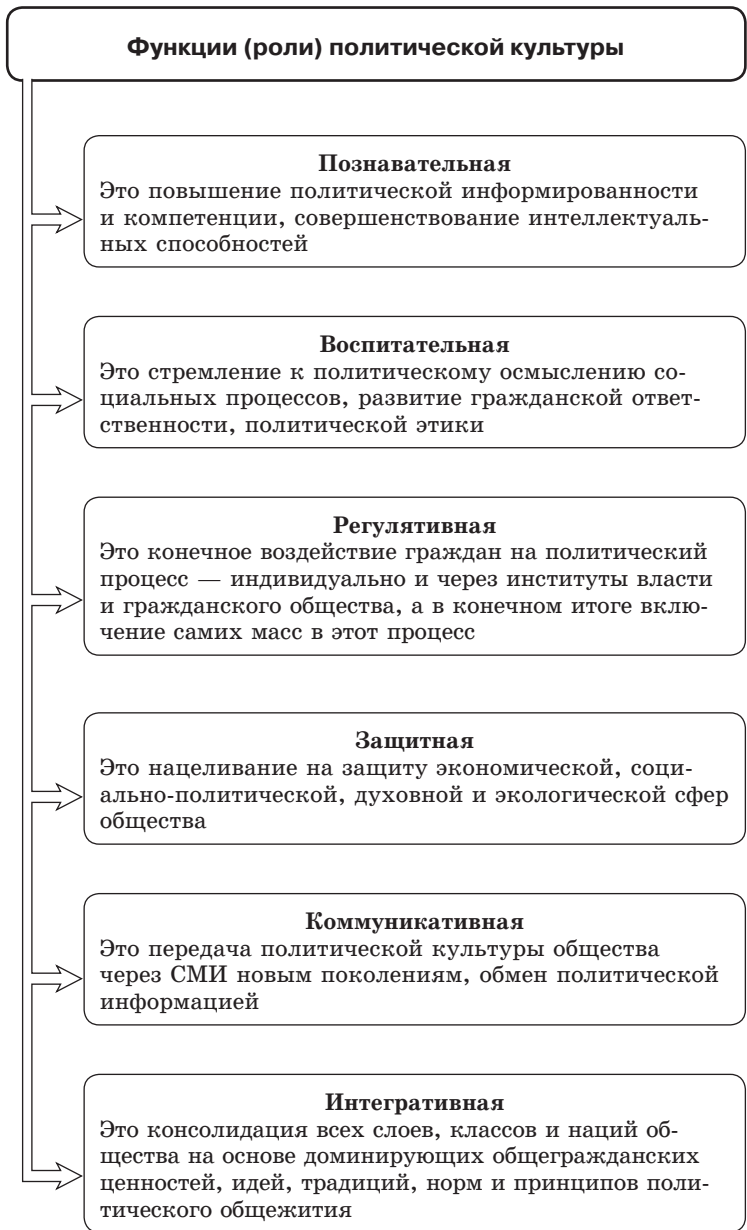 Функции (роли) политической культуры
Познавательная
Это повышение политической информированности
и компетенции, совершенствование интеллектуаль-
ных способностей
Воспитательная
Это стремление к политическому осмыслению со-
циальных процессов, развитие гражданской ответ-
ственности, политической этики
Регулятивная
Это конечное воздействие граждан на политический
процесс — индивидуально и через институты власти
и гражданского общества, а в конечном итоге вклю-
чение самих масс в этот процесс
Защитная
Это нацеливание на защиту экономической, соци-
ально-политической, духовной и экологической сфер
общества
Коммуникативная
Это передача политической культуры общества
через СМИ новым поколениям, обмен политической
информацией
Интегративная
Это консолидация всех слоев, классов и наций об-
щества на основе доминирующих общегражданских
ценностей, идей, традиций, норм и принципов поли-
тического общежития